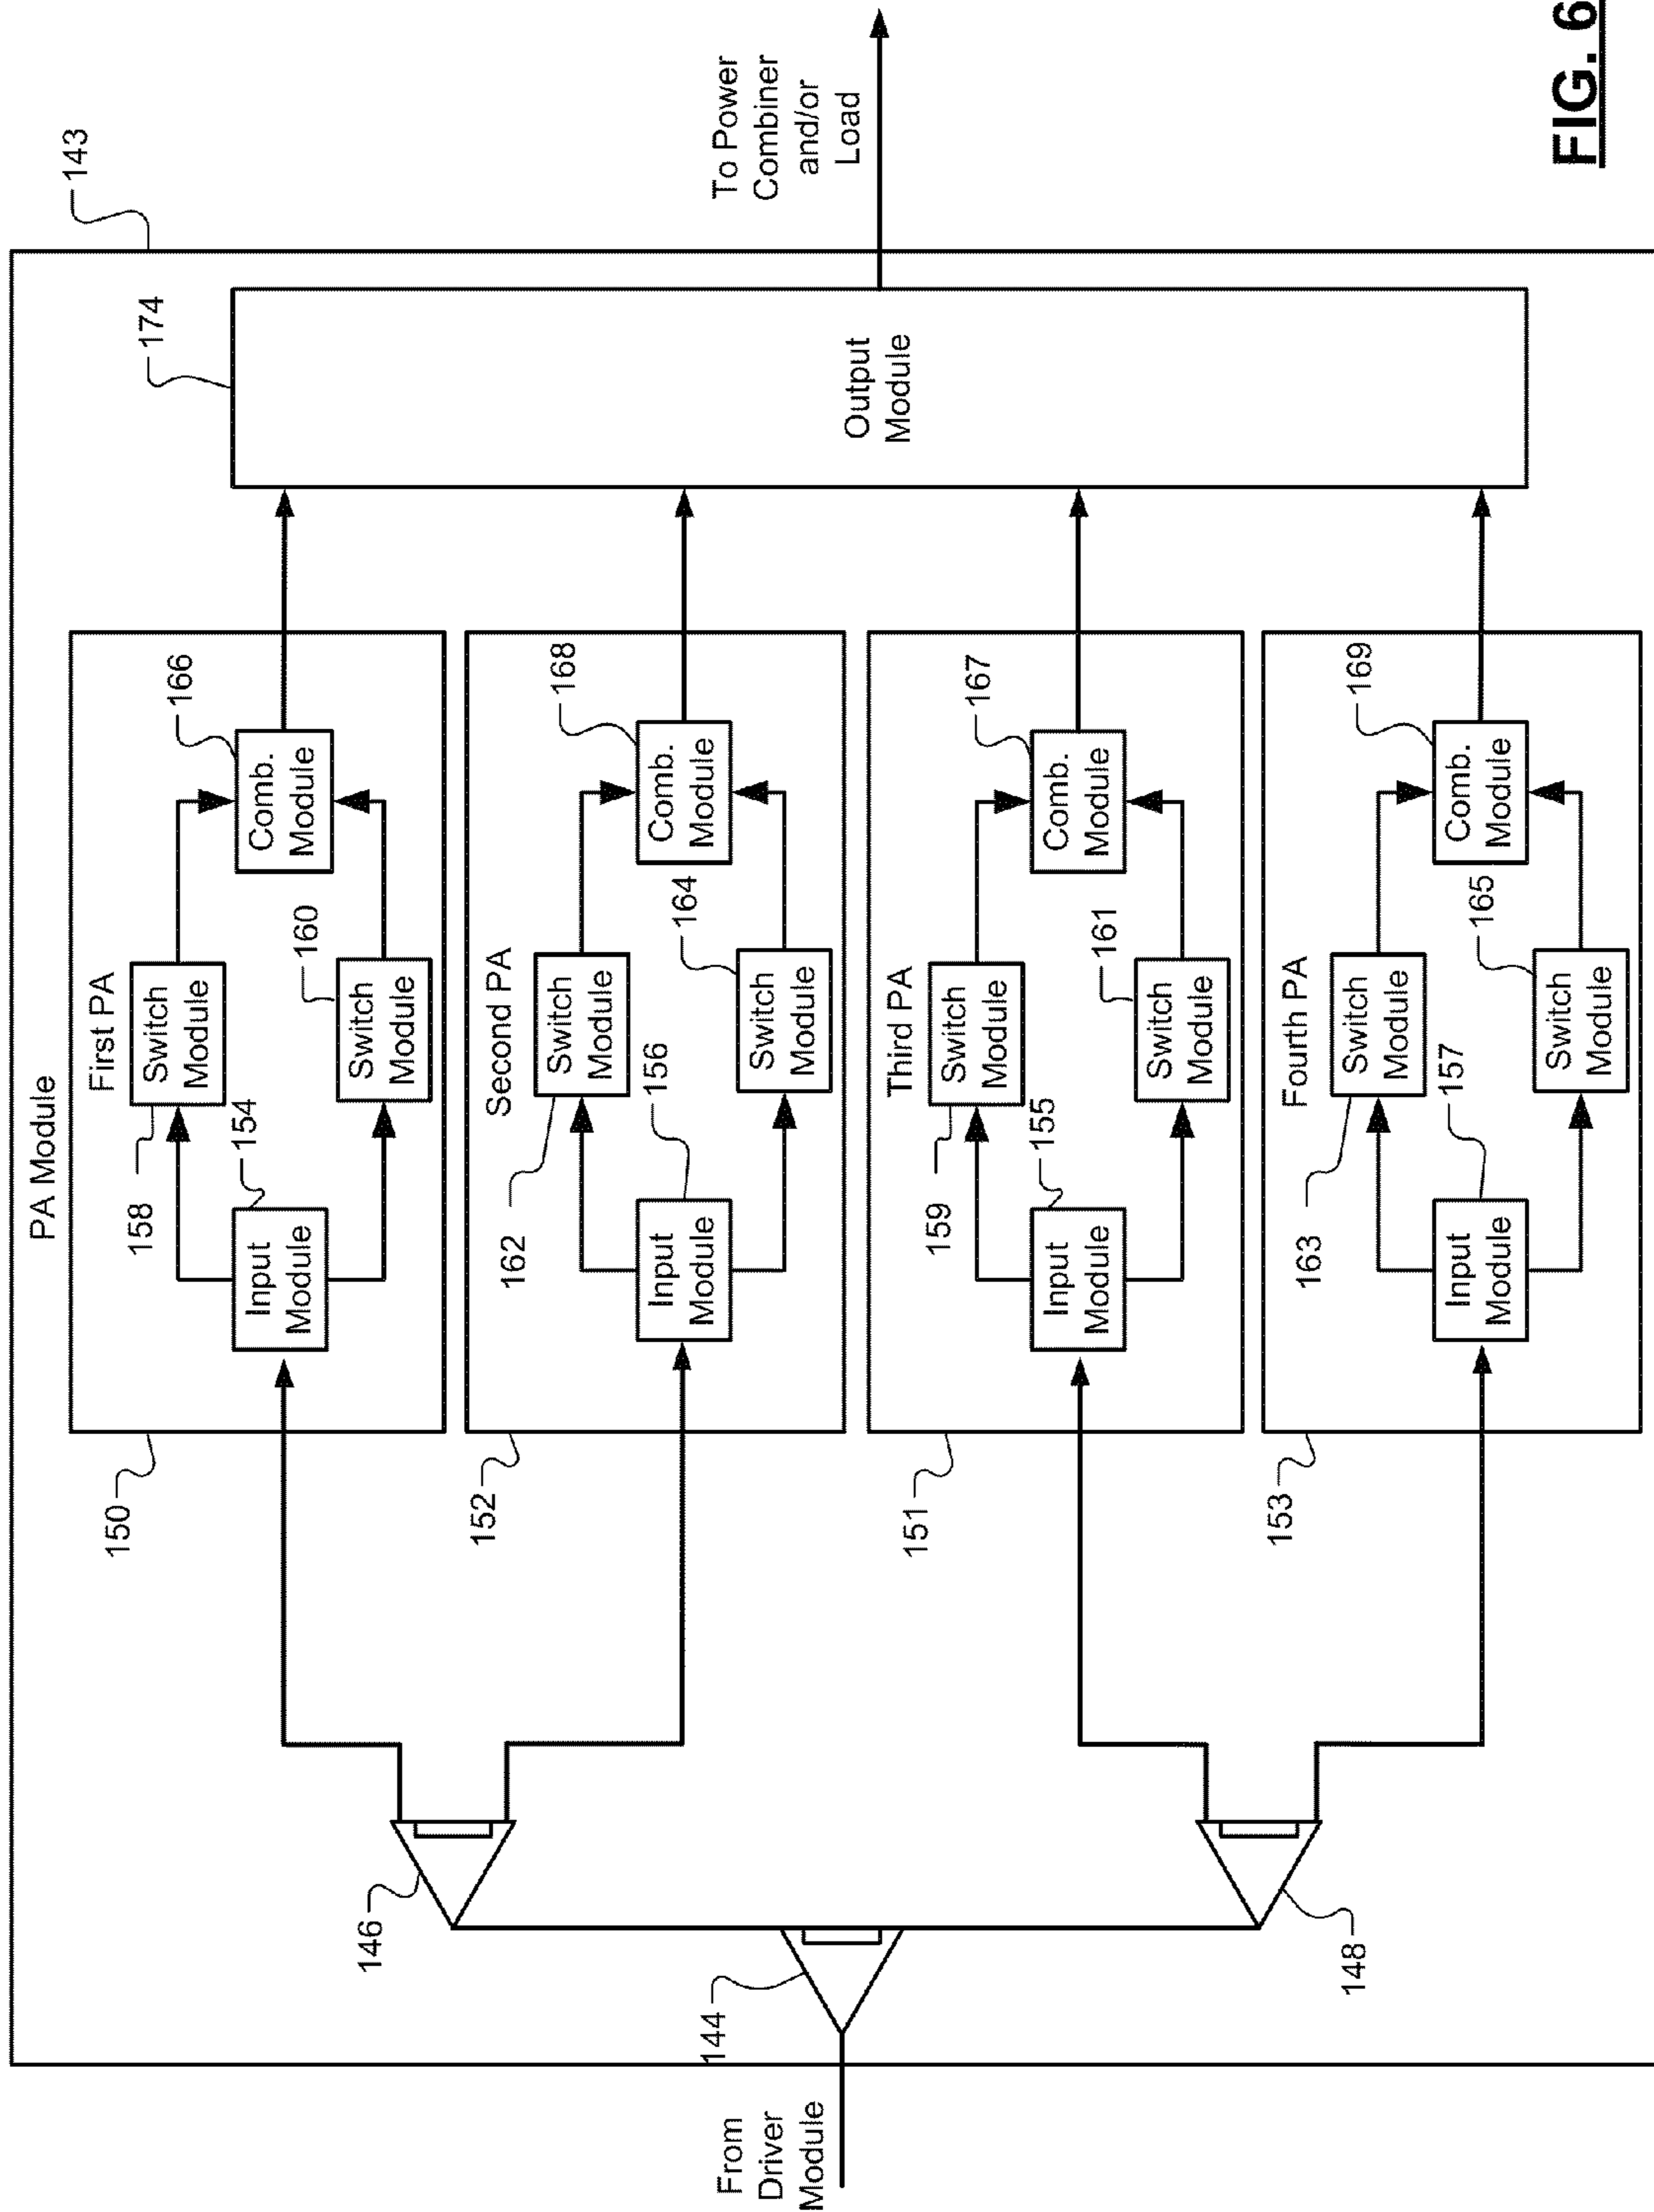 PA Module
143
From
Driver
Module
144
146
148
150
First PA
Input
Module
154
158
Switch
Module
160
Switch
Module
166
Comb.
Module
152
Second PA
Input
Module
156
162
Switch
Module
164
Switch
Module
168
Comb.
Module
151
Third PA
Input
Module
155
159
Switch
Module
161
Switch
Module
167
Comb.
Module
153
Fourth PA
Input
Module
157
163
Switch
Module
165
Switch
Module
169
Comb.
Module
174
Output
Module
To Power
Combiner
and/or
Load
FIG. 6